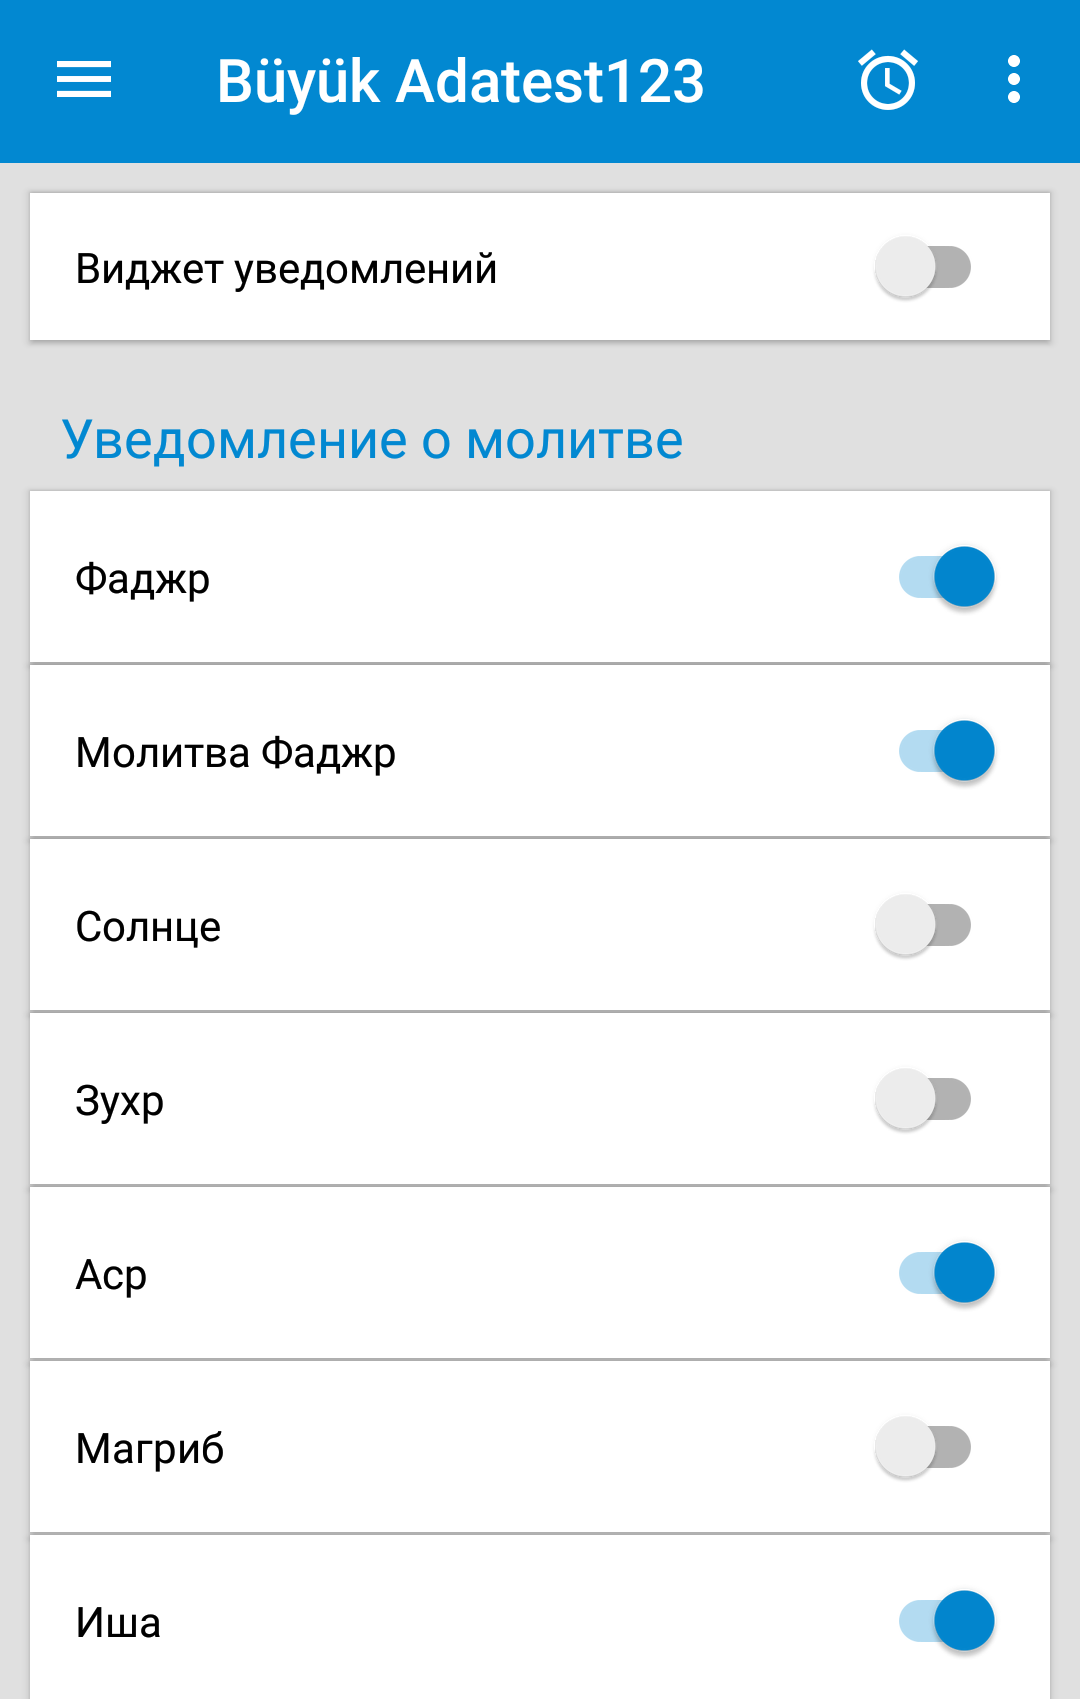 Büyük Adatest123
Виджет уведомлений
Уведомление о молитве
Фаджр
Молитва Фаджр
Солнце
Зухр
Аср
Магриб
Иша